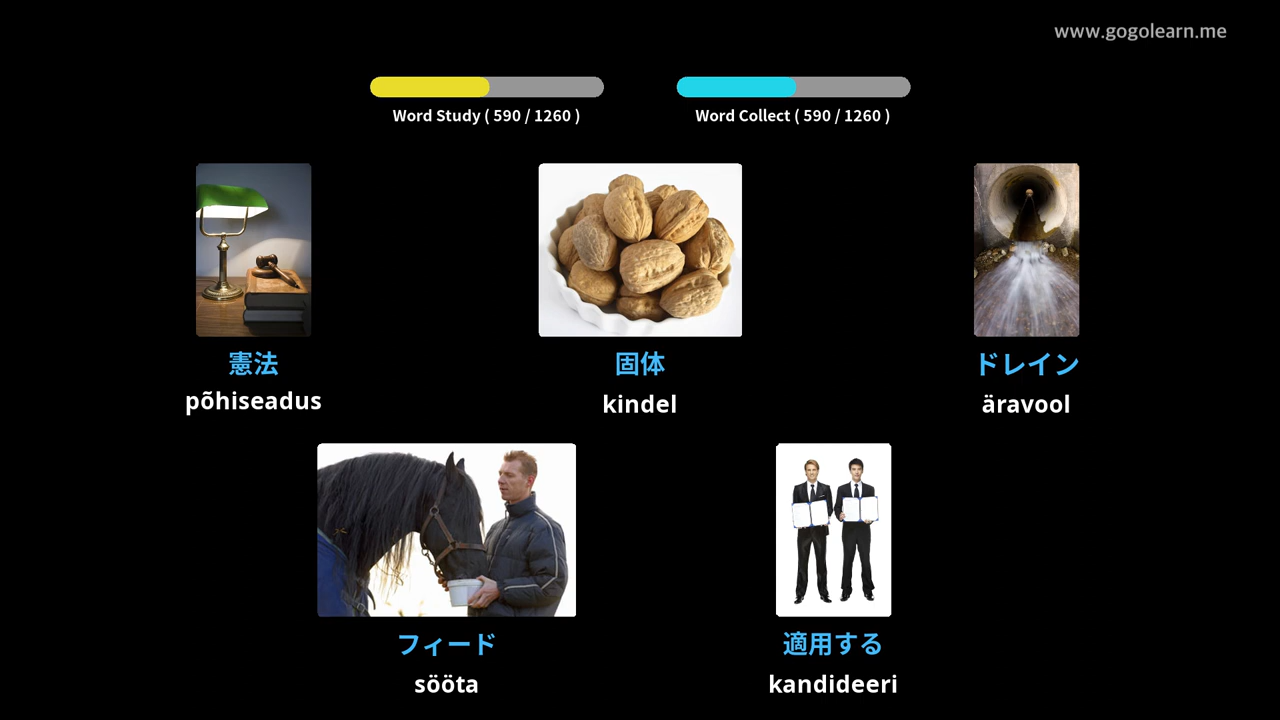 www.gogolearn.me
Word Study ( 590 / 1260 )
Word Collect ( 590 / 1260 )
憲法
põhiseadus
固体
kindel
ドレイン
äravool
フィード
sööta
適用する
kandideeri